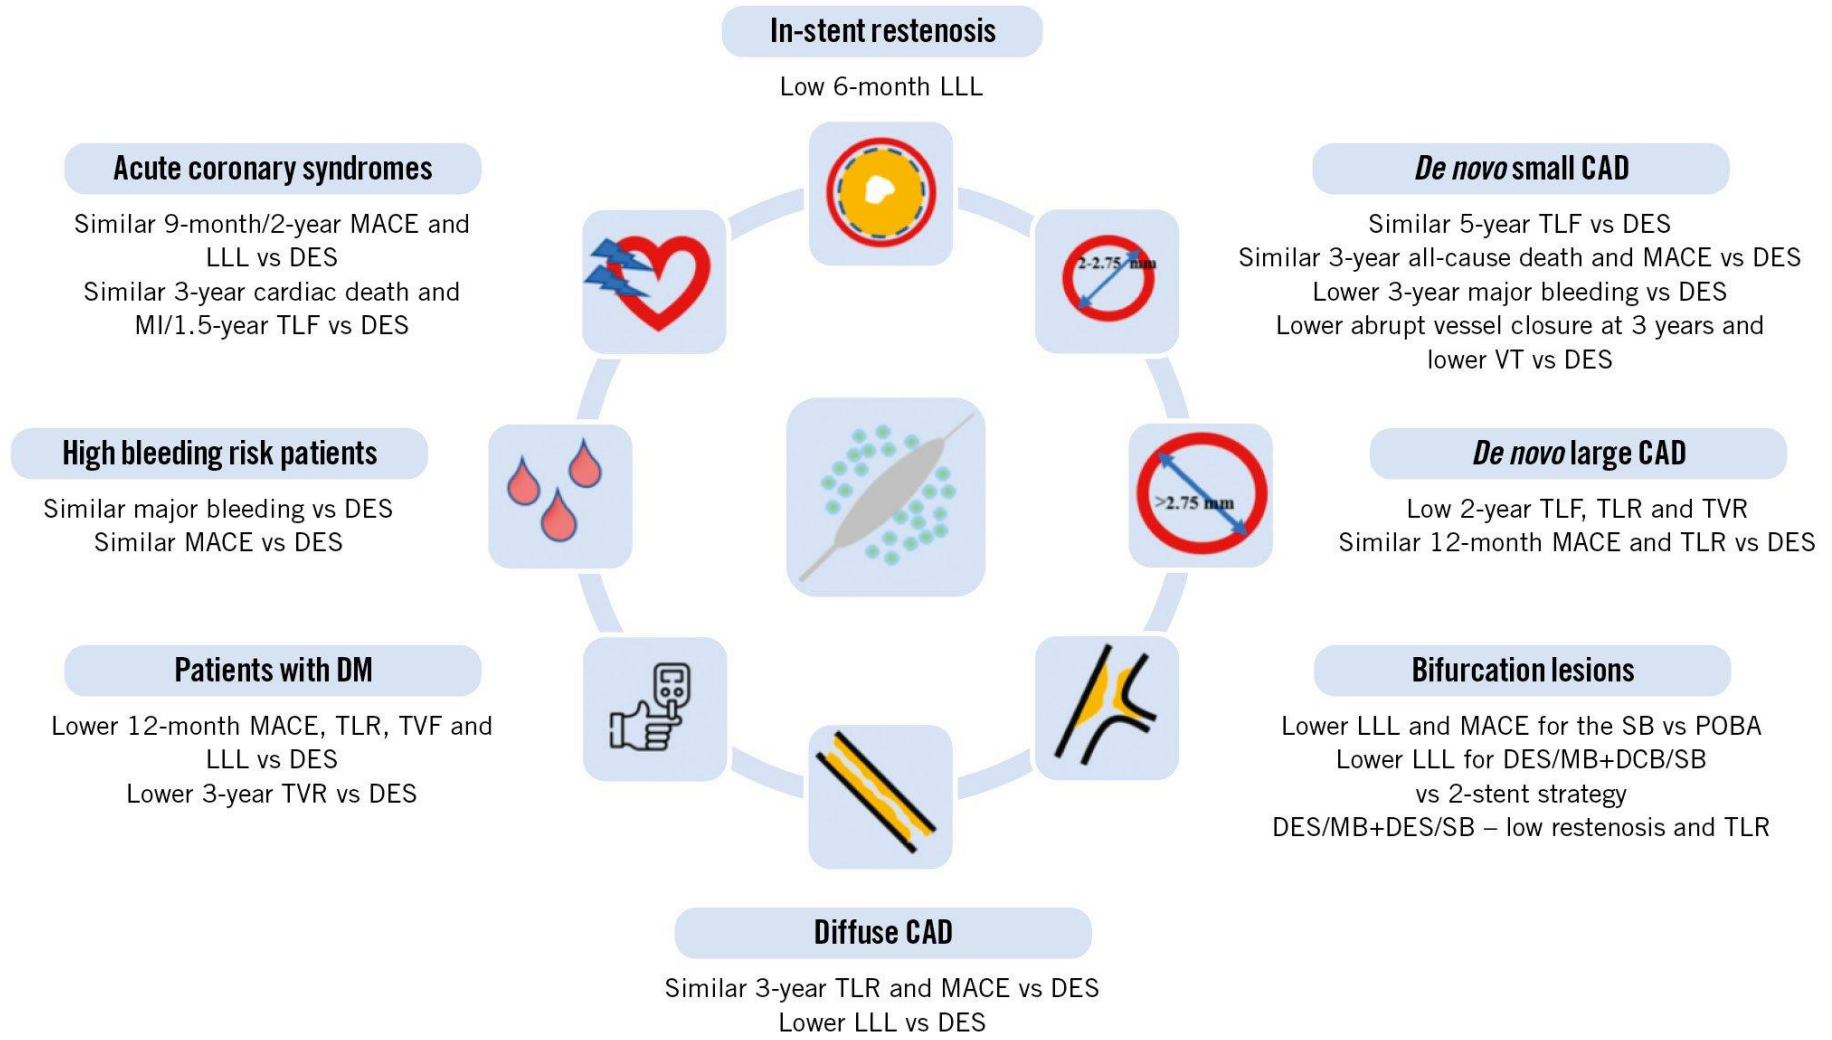 In-stent restenosis
Low 6-month LLL
Acute coronary syndromes
Similar 9-month/2-year MACE and
LLL vs DES
Similar 3-year cardiac death and
MI/1.5-year TLF vs DES
De novo small CAD
Similar 5-year TLF vs DES
Similar 3-year all-cause death and MACE vs DES
Lower 3-year major bleeding vs DES
Lower abrupt vessel closure at 3 years and
lower VT vs DES
2-2.75 mm
High bleeding risk patients
Similar major bleeding vs DES
Similar MACE vs DES
>2.75 mm
De novo large CAD
Low 2-year TLF, TLR and TVR
Similar 12-month MACE and TLR vs DES
Patients with DM
Lower 12-month MACE, TLR, TVF and
LLL vs DES
Lower 3-year TVR vs DES
Bifurcation lesions
Lower LLL and MACE for the SB vs POBA
Lower LLL for DES/MB+DCB/SB
vs 2-stent strategy
DES/MB+DES/SB – low restenosis and TLR
Diffuse CAD
Similar 3-year TLR and MACE vs DES
Lower LLL vs DES